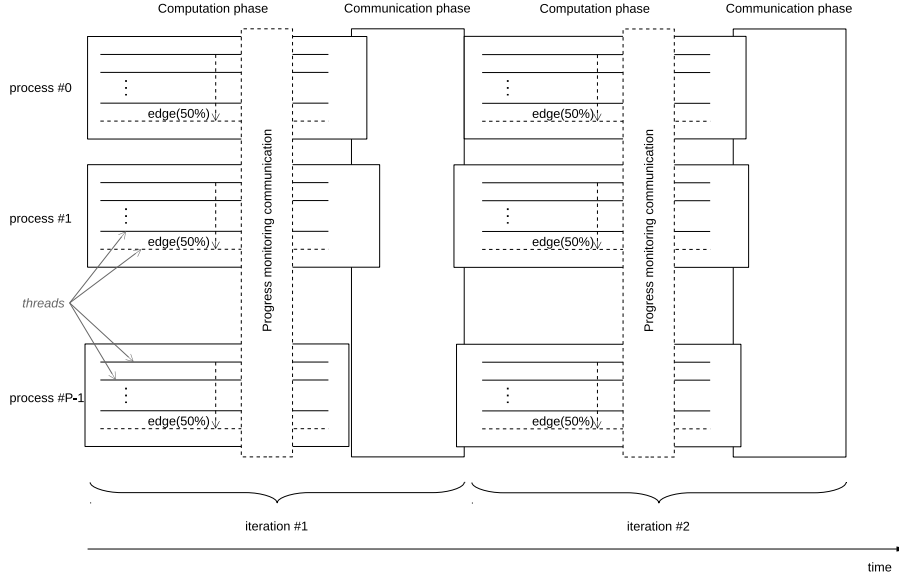 Computation phase
Communication phase
Computation phase
Communication phase
process #0
edge(50%)
edge(50%)
process #1
edge(50%)
edge(50%)
Progress monitoring communication
Progress monitoring communication
threads
process #P-1
edge(50%)
edge(50%)
iteration #1
iteration #2
time